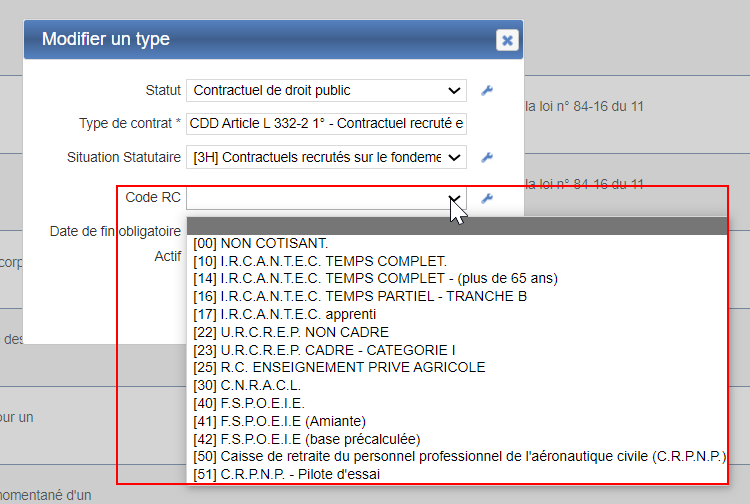 Modifier un type
Statut Contractuel de droit public
la loi n° 84-16 du 11
Type de contrat * CDD Article L 332-2 1° - Contractuel recruté e
Situation Statutaire [3H] Contractuels recrutés sur le fondeme
la loi n° 84-16 du 11
Code RC
Date de fin obligatoire
[00] NON COTISANT.
Actif
corp
[10] I.R.C.A.N.T.E.C. TEMPS COMPLET.
[14] I.R.C.A.N.T.E.C. TEMPS COMPLET - (plus de 65 ans)
[16] I.R.C.A.N.T.E.C. TEMPS PARTIEL - TRANCHE B
[17] I.R.C.A.N.T.E.C. apprenti
[22] U.R.C.R.E.P. NON CADRE
des
[23] U.R.C.R.E.P. CADRE - CATEGORIE I
[25] R.C. ENSEIGNEMENT PRIVE AGRICOLE
[30] C.N.R.A.C.L.
[40] F.S.P.O.E.I.E.
our un
[41] F.S.P.O.E.I.E (Amiante)
[42] F.S.P.O.E.I.E (base précalculée)
[50] Caisse de retraite du personnel professionnel de l'aéronautique civile (C.R.P.N.P.)
[51] C.R.P.N.P. - Pilote d'essai
nomentané d'un